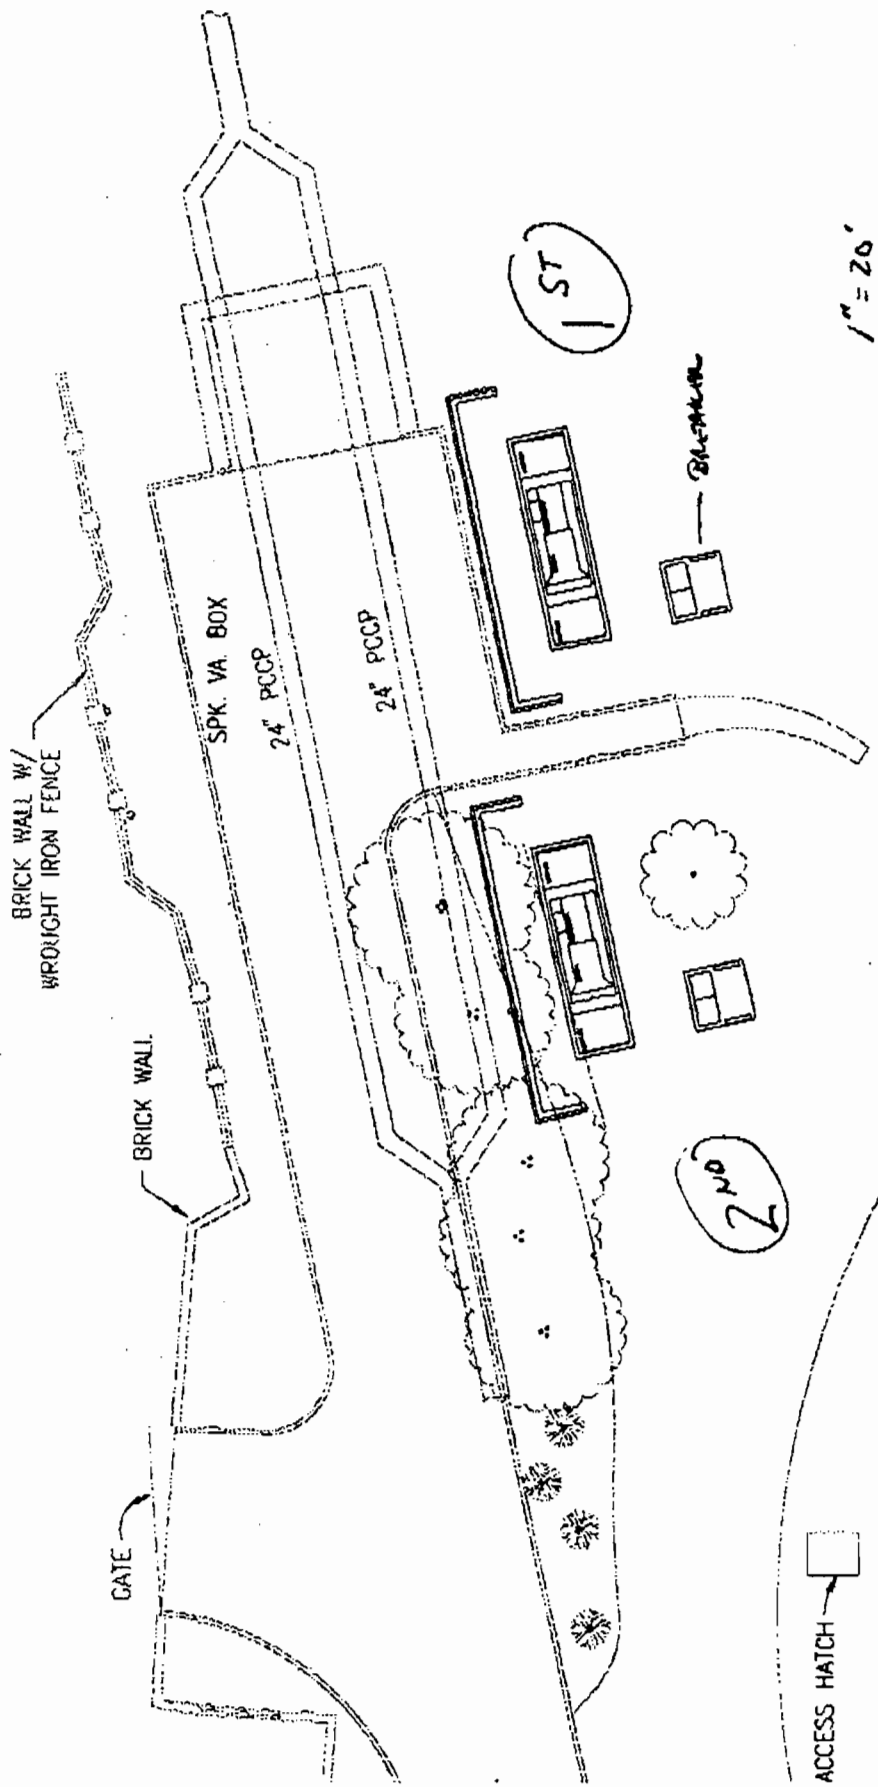 BRICK WALL W/
WROUGHT IRON FENCE
BRICK WALL
GATE
SPK. VA. BOX
24" PCCP
24" PCCP
1ST
BREAKER
1" = 20'
2ND
ACCESS HATCH